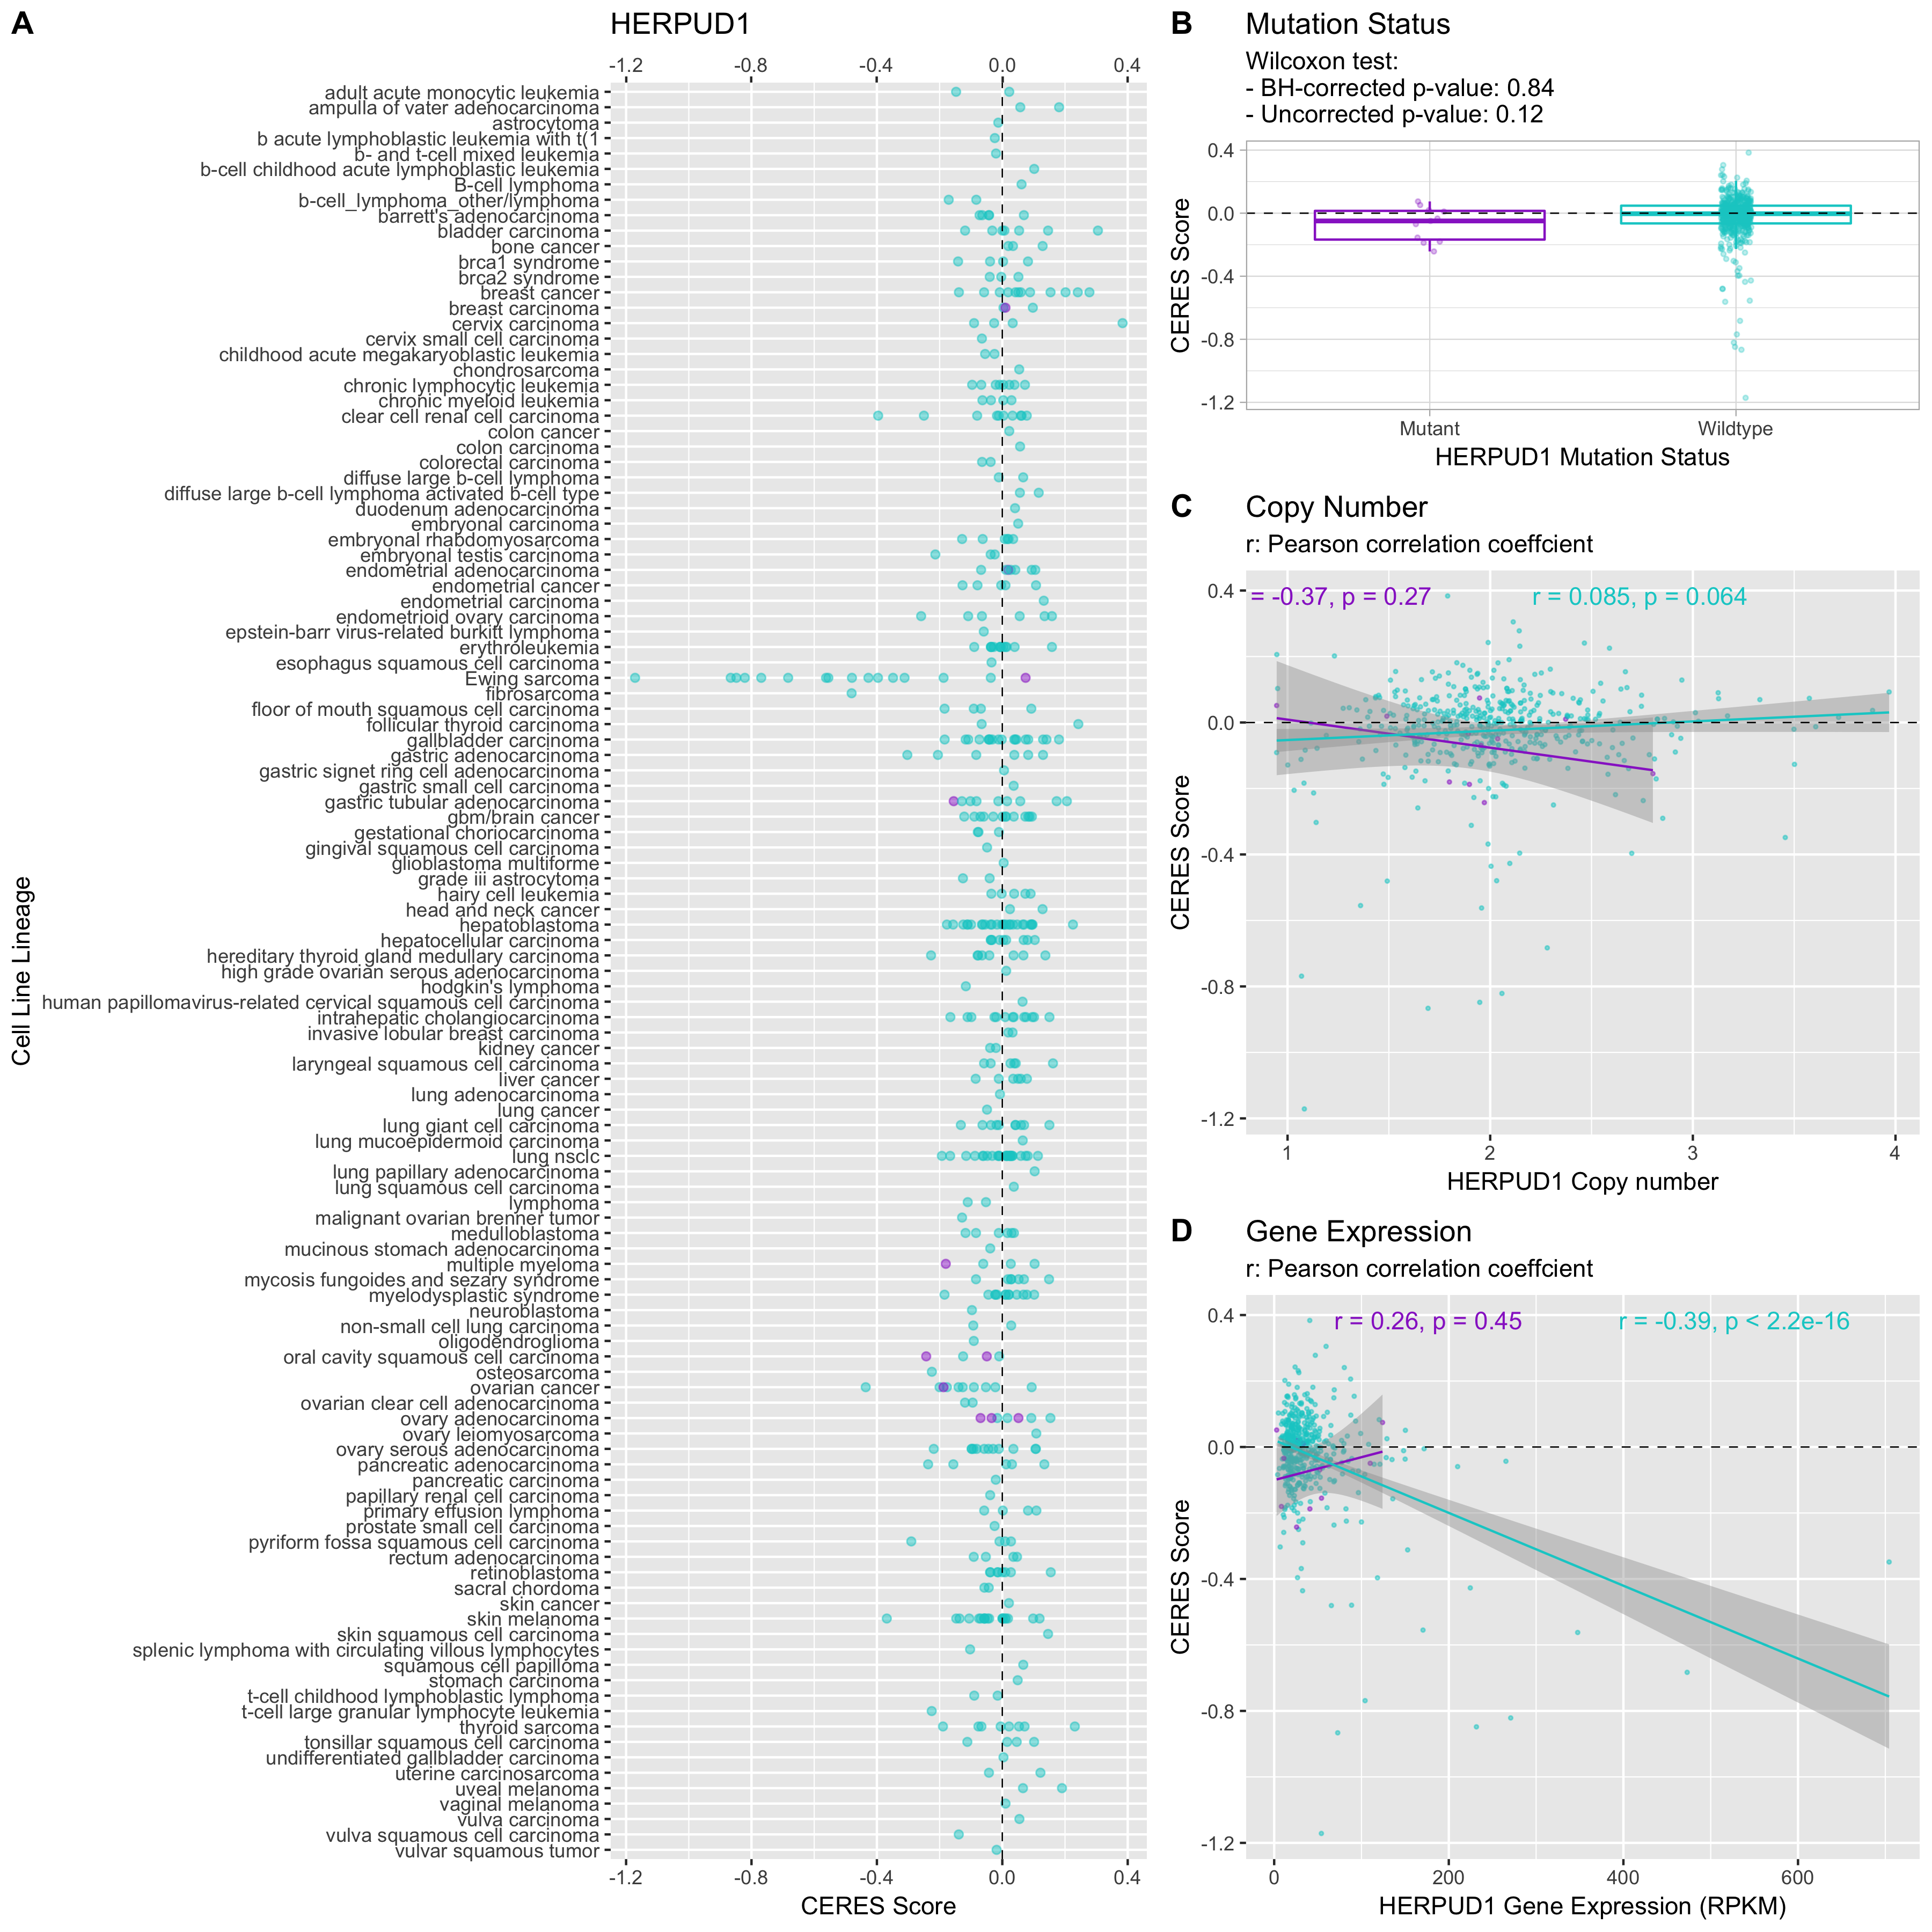 A
HERPUD1
-1.2 -0.8 -0.4 0.0 0.4
Cell Line Lineage
adult acute monocytic leukemia
ampulla of vater adenocarcinoma
astrocytoma
b acute lymphoblastic leukemia with t(1
b- and t-cell mixed leukemia
b-cell childhood acute lymphoblastic leukemia
B-cell lymphoma
b-cell_lymphoma_other/lymphoma
barrett's adenocarcinoma
bladder carcinoma
bone cancer
brca1 syndrome
brca2 syndrome
breast cancer
breast carcinoma
cervix carcinoma
cervix small cell carcinoma
childhood acute megakaryoblastic leukemia
chondrosarcoma
chronic lymphocytic leukemia
chronic myeloid leukemia
clear cell renal cell carcinoma
colon cancer
colon carcinoma
colorectal carcinoma
diffuse large b-cell lymphoma
diffuse large b-cell lymphoma activated b-cell type
duodenum adenocarcinoma
embryonal carcinoma
embryonal rhabdomyosarcoma
embryonal testis carcinoma
endometrial adenocarcinoma
endometrial cancer
endometrial carcinoma
endometrioid ovary carcinoma
epstein-barr virus-related burkitt lymphoma
erythroleukemia
esophagus squamous cell carcinoma
Ewing sarcoma
fibrosarcoma
floor of mouth squamous cell carcinoma
follicular thyroid carcinoma
gallbladder carcinoma
gastric adenocarcinoma
gastric signet ring cell adenocarcinoma
gastric small cell carcinoma
gastric tubular adenocarcinoma
gbm/brain cancer
gestational choriocarcinoma
gingival squamous cell carcinoma
glioblastoma multiforme
grade iii astrocytoma
hairy cell leukemia
head and neck cancer
hepatoblastoma
hepatocellular carcinoma
hereditary thyroid gland medullary carcinoma
high grade ovarian serous adenocarcinoma
hodgkin's lymphoma
human papillomavirus-related cervical squamous cell carcinoma
intrahepatic cholangiocarcinoma
invasive lobular breast carcinoma
kidney cancer
laryngeal squamous cell carcinoma
liver cancer
lung adenocarcinoma
lung cancer
lung giant cell carcinoma
lung mucoepidermoid carcinoma
lung nsclc
lung papillary adenocarcinoma
lung squamous cell carcinoma
lymphoma
malignant ovarian brenner tumor
medulloblastoma
mucinous stomach adenocarcinoma
multiple myeloma
mycosis fungoides and sezary syndrome
myelodysplastic syndrome
neuroblastoma
non-small cell lung carcinoma
oligodendroglioma
oral cavity squamous cell carcinoma
osteosarcoma
ovarian cancer
ovarian clear cell adenocarcinoma
ovary adenocarcinoma
ovary leiomyosarcoma
ovary serous adenocarcinoma
pancreatic adenocarcinoma
pancreatic carcinoma
papillary renal cell carcinoma
primary effusion lymphoma
prostate small cell carcinoma
pyriform fossa squamous cell carcinoma
rectum adenocarcinoma
retinoblastoma
sacral chordoma
skin cancer
skin melanoma
skin squamous cell carcinoma
splenic lymphoma with circulating villous lymphocytes
squamous cell papilloma
stomach carcinoma
t-cell childhood lymphoblastic lymphoma
t-cell large granular lymphocyte leukemia
thyroid sarcoma
tonsillar squamous cell carcinoma
undifferentiated gallbladder carcinoma
uterine carcinosarcoma
uveal melanoma
vaginal melanoma
vulva carcinoma
vulva squamous cell carcinoma
vulvar squamous tumor
-1.2 -0.8 -0.4 0.0 0.4
CERES Score
B
Mutation Status
Wilcoxon test:
- BH-corrected p-value: 0.84
- Uncorrected p-value: 0.12
CERES Score
0.4
0.0
-0.4
-0.8
-1.2
Mutant Wildtype
HERPUD1 Mutation Status
C
Copy Number
r: Pearson correlation coeffcient
= -0.37, p = 0.27 r = 0.085, p = 0.064
CERES Score
0.4
0.0
-0.4
-0.8
-1.2
1 2 3 4
HERPUD1 Copy number
D
Gene Expression
r: Pearson correlation coeffcient
r = 0.26, p = 0.45 r = -0.39, p < 2.2e-16
CERES Score
0.4
0.0
-0.4
-0.8
-1.2
0 200 400 600
HERPUD1 Gene Expression (RPKM)